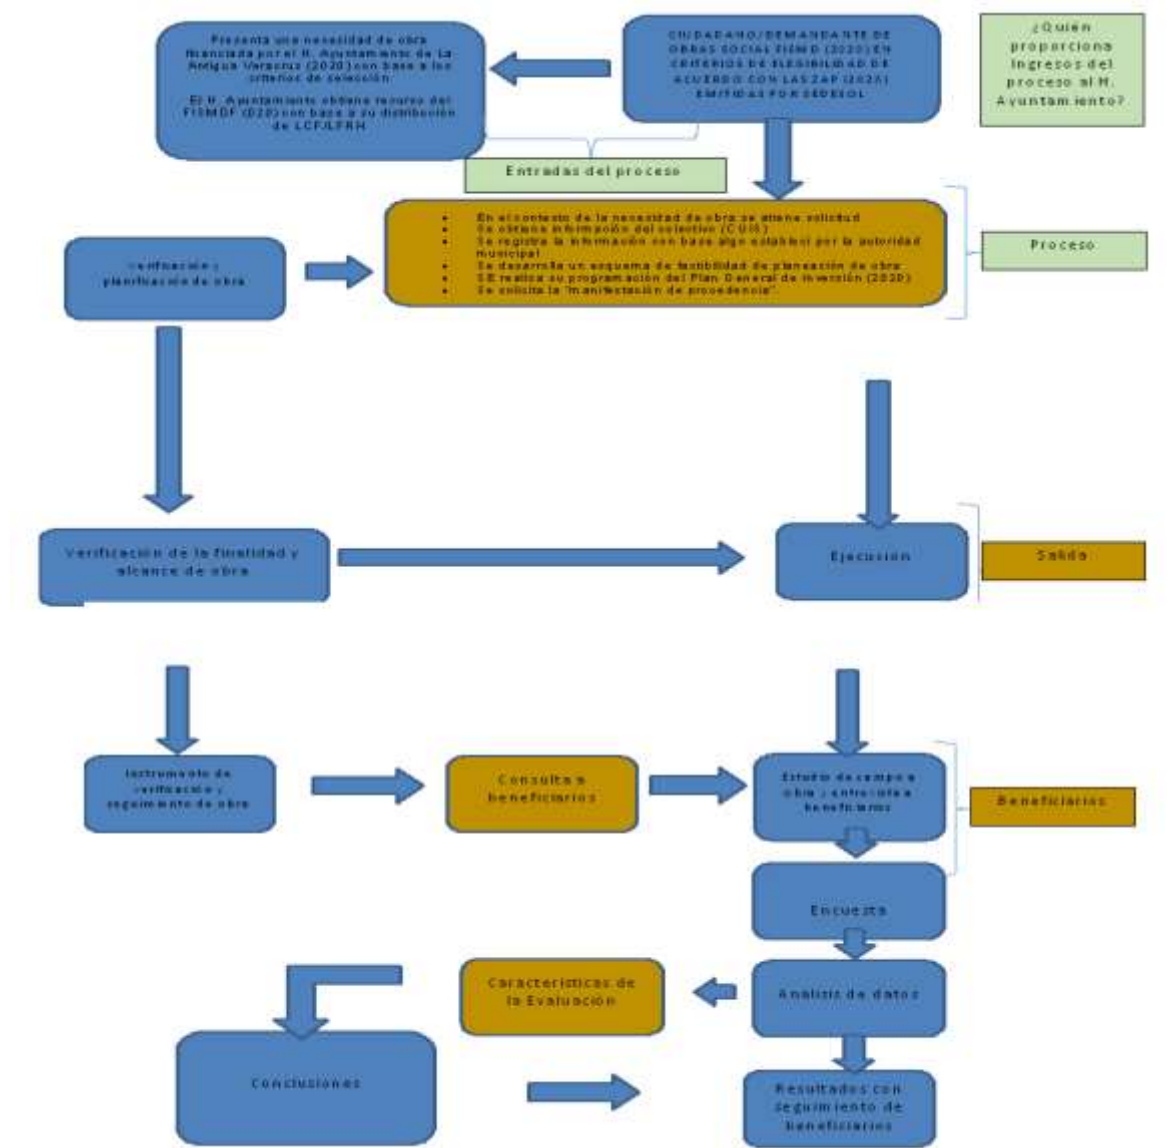 Presenta una necesidad de obra
financiada por el H. Ayuntamiento de La
Antigua Veracruz (2020) con base a los
criterios de selección
El H. Ayuntamiento obtiene recurso del
con base a su distribución
de LCF/LFRH
CIUDADANO/DEMANDANTE DE
OBRAS SOCIAL FISMD (2020) EN
CRITERIOS DE ELEGIBILIDAD DE
ACUERDO CON LAS ZAP (2020)
EMITIDAS POR SEDESOL
¿Quién
proporciona
ingresos del
proceso al H.
Ayuntamiento?
Entradas del proceso
• En el contexto de la necesidad de obra se atiene solicitud
• Se obtiene información del colectivo (CUIS)
• Se registra la información con base algo por la autoridad
municipal
• Se desarrolla un esquema de factibilidad de planeación de obra
• SE realiza su programación del Plan General de inversión (2020)
• Se solicita la "manifestación de procedencia"
Proceso
Verificación y
planificación de obra
Verificación de la finalidad y
alcance de obra
Ejecución
Salida
Instrumento de
verificación y
seguimiento de obra
Consulta a
beneficiarios
Estudio de campo a
obra y entrevista a
beneficiarios
Beneficiarios
Encuesta
Características de
la Evaluación
Análisis de datos
Conclusiones
Resultados con
seguimiento de
beneficiarios